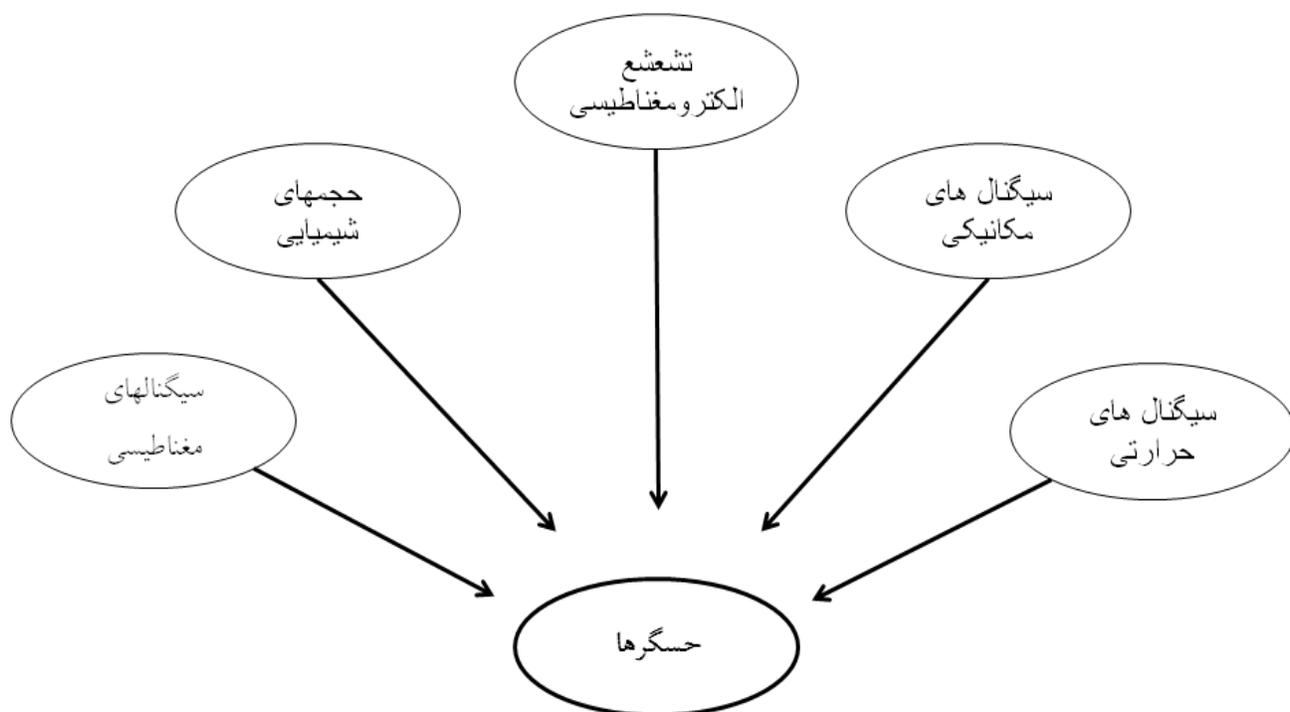 تشعشع
الکترومغناطیسی
سیگنال های
مکانیکی
حجمهای
شیمیایی
سیگنال های
حرارتی
سیگنالهای
مغناطیسی
حسگرها